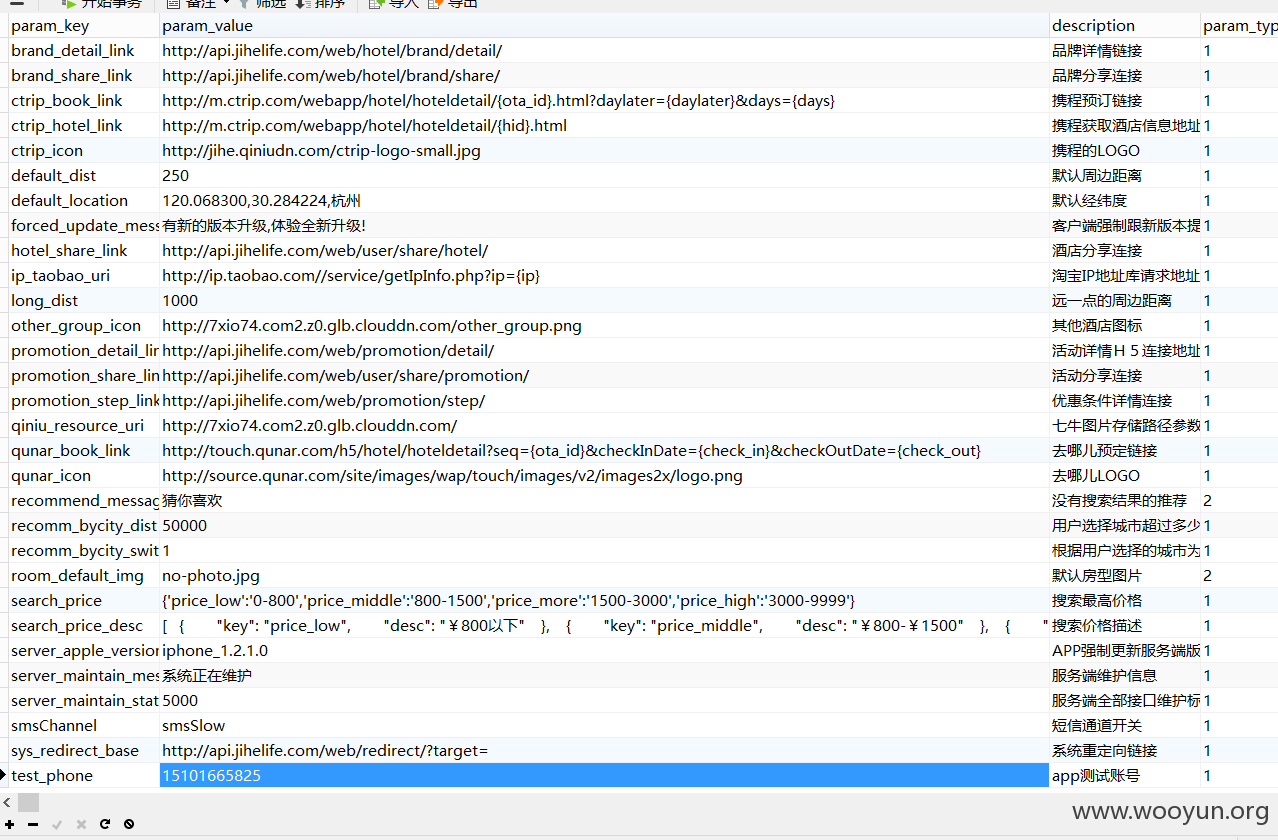 开始事务 备注 筛选 排序 导入 导出
param_key param_value description param_typ
brand_detail_link http://api.jihelife.com/web/hotel/brand/detail/ 品牌详情链接 1
brand_share_link http://api.jihelife.com/web/hotel/brand/share/ 品牌分享连接 1
ctrip_book_link http://m.ctrip.com/webapp/hotel/hoteldetail/{ota_id}.html?daylater={daylater}&days={days} 携程预订链接 1
ctrip_hotel_link http://m.ctrip.com/webapp/hotel/hoteldetail/{hid}.html 携程获取酒店信息地址 1
ctrip_icon http://jihe.qiniudn.com/ctrip-logo-small.jpg 携程的LOGO 1
default_dist 250 默认周边距离 1
default_location 120.068300,30.284224,杭州 默认经纬度 1
forced_update_mess 有新的版本升级,体验全新升级! 客户端强制跟新版本提 1
hotel_share_link http://api.jihelife.com/web/user/share/hotel/ 酒店分享连接 1
ip_taobao_uri http://ip.taobao.com//service/getIpInfo.php?ip={ip} 淘宝IP地址库请求地址 1
long_dist 1000 远一点的周边距离 1
other_group_icon http://7xio74.com2.z0.glb.clouddn.com/other_group.png 其他酒店图标 1
promotion_detail_lin http://api.jihelife.com/web/promotion/detail/ 活动详情Ｈ５连接地址 1
promotion_share_lin http://api.jihelife.com/web/user/share/promotion/ 活动分享连接 1
promotion_step_link http://api.jihelife.com/web/promotion/step/ 优惠条件详情连接 1
qiniu_resource_uri http://7xio74.com2.z0.glb.clouddn.com/ 七牛图片存储路径参数 1
qunar_book_link http://touch.qunar.com/h5/hotel/hoteldetail?seq={ota_id}&checkInDate={check_in}&checkOutDate={check_out} 去哪儿预定链接 1
qunar_icon http://source.qunar.com/site/images/wap/touch/images/v2/images2x/logo.png 去哪儿LOGO 1
recommend_messag 猜你喜欢 没有搜索结果的推荐 2
recomm_bycity_dist 50000 用户选择城市超过多少 1
recomm_bycity_swit 1 根据用户选择的城市为 1
room_default_img no-photo.jpg 默认房型图片 2
search_price {'price_low':'0-800','price_middle':'800-1500','price_more':'1500-3000','price_high':'3000-9999'} 搜索最高价格 1
search_price_desc [ { "key": "price_low", "desc": "￥800以下" }, { "key": "price_middle", "desc": "￥800-￥1500" }, { " 搜索价格描述 1
server_apple_version iphone_1.2.1.0 APP强制更新服务端版 1
server_maintain_mes 系统正在维护 服务端维护信息 1
server_maintain_stat 5000 服务端全部接口维护标 1
smsChannel smsSlow 短信通道开关 1
sys_redirect_base http://api.jihelife.com/web/redirect/?target= 系统重定向链接 1
test_phone 15101665825 app测试账号 1
www.wooyun.org